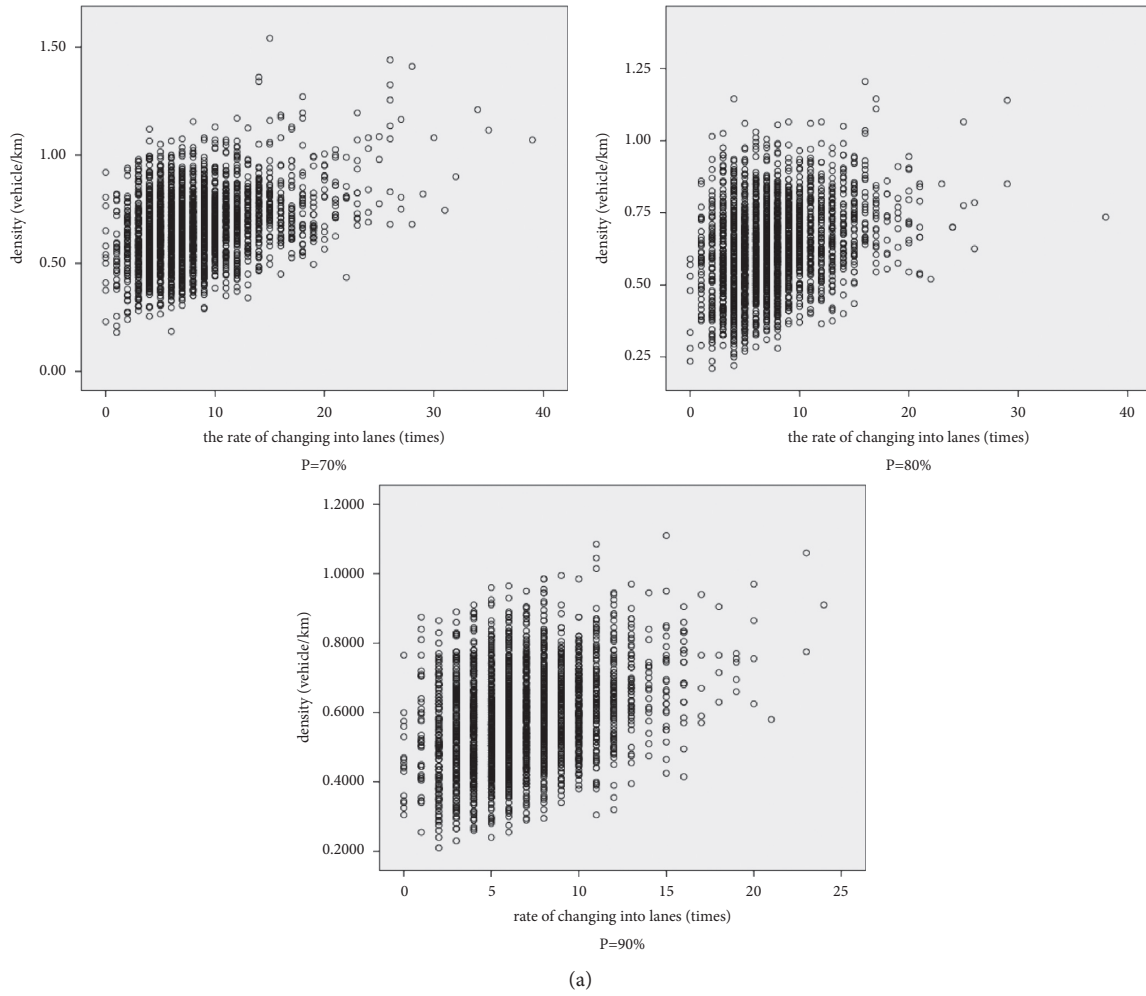 1.50
1.00
0.50
0.00
density (vehicle/km)
0 10 20 30 40
the rate of changing into lanes (times)
P=70%
1.25
1.00
0.75
0.50
0.25
density (vehicle/km)
0 10 20 30 40
the rate of changing into lanes (times)
P=80%
1.2000
1.0000
0.8000
0.6000
0.4000
0.2000
density (vehicle/km)
0 5 10 15 20 25
rate of changing into lanes (times)
P=90%
(a)